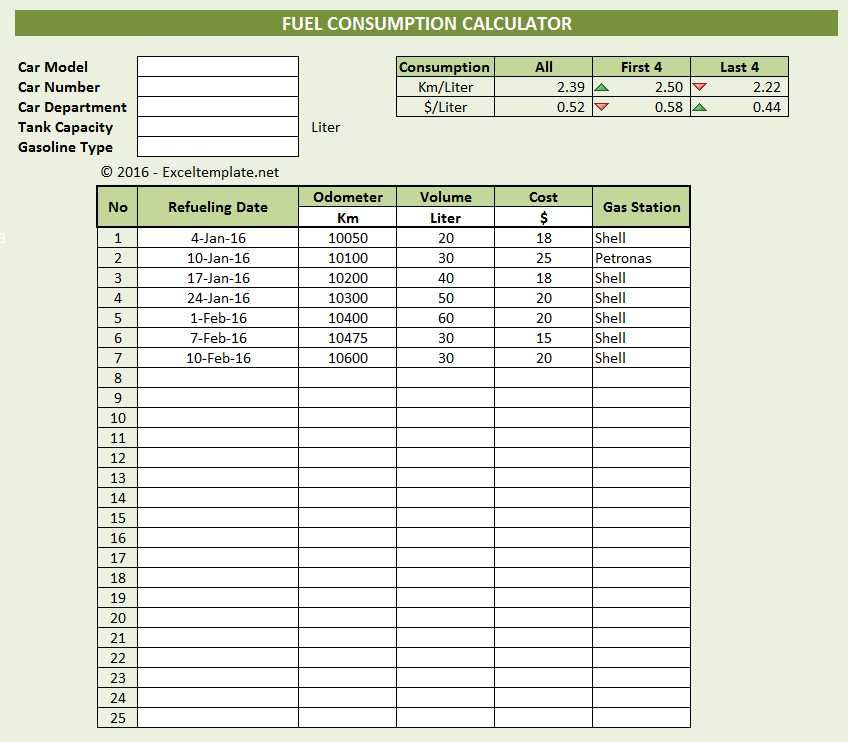 FUEL CONSUMPTION CALCULATOR
Car Model
Car Number
Car Department
Tank Capacity Liter
Gasoline Type
Consumption All First 4 Last 4
Km/Liter 2.39 2.50 2.22
$/Liter 0.52 0.58 0.44
© 2016 - Exceltemplate.net
No Refueling Date Odometer Volume Cost Gas Station
Km Liter $
1 4-Jan-16 10050 20 18 Shell
2 10-Jan-16 10100 30 25 Petronas
3 17-Jan-16 10200 40 18 Shell
4 24-Jan-16 10300 50 20 Shell
5 1-Feb-16 10400 60 20 Shell
6 7-Feb-16 10475 30 15 Shell
7 10-Feb-16 10600 30 20 Shell
8
9
10
11
12
13
14
15
16
17
18
19
20
21
22
23
24
25